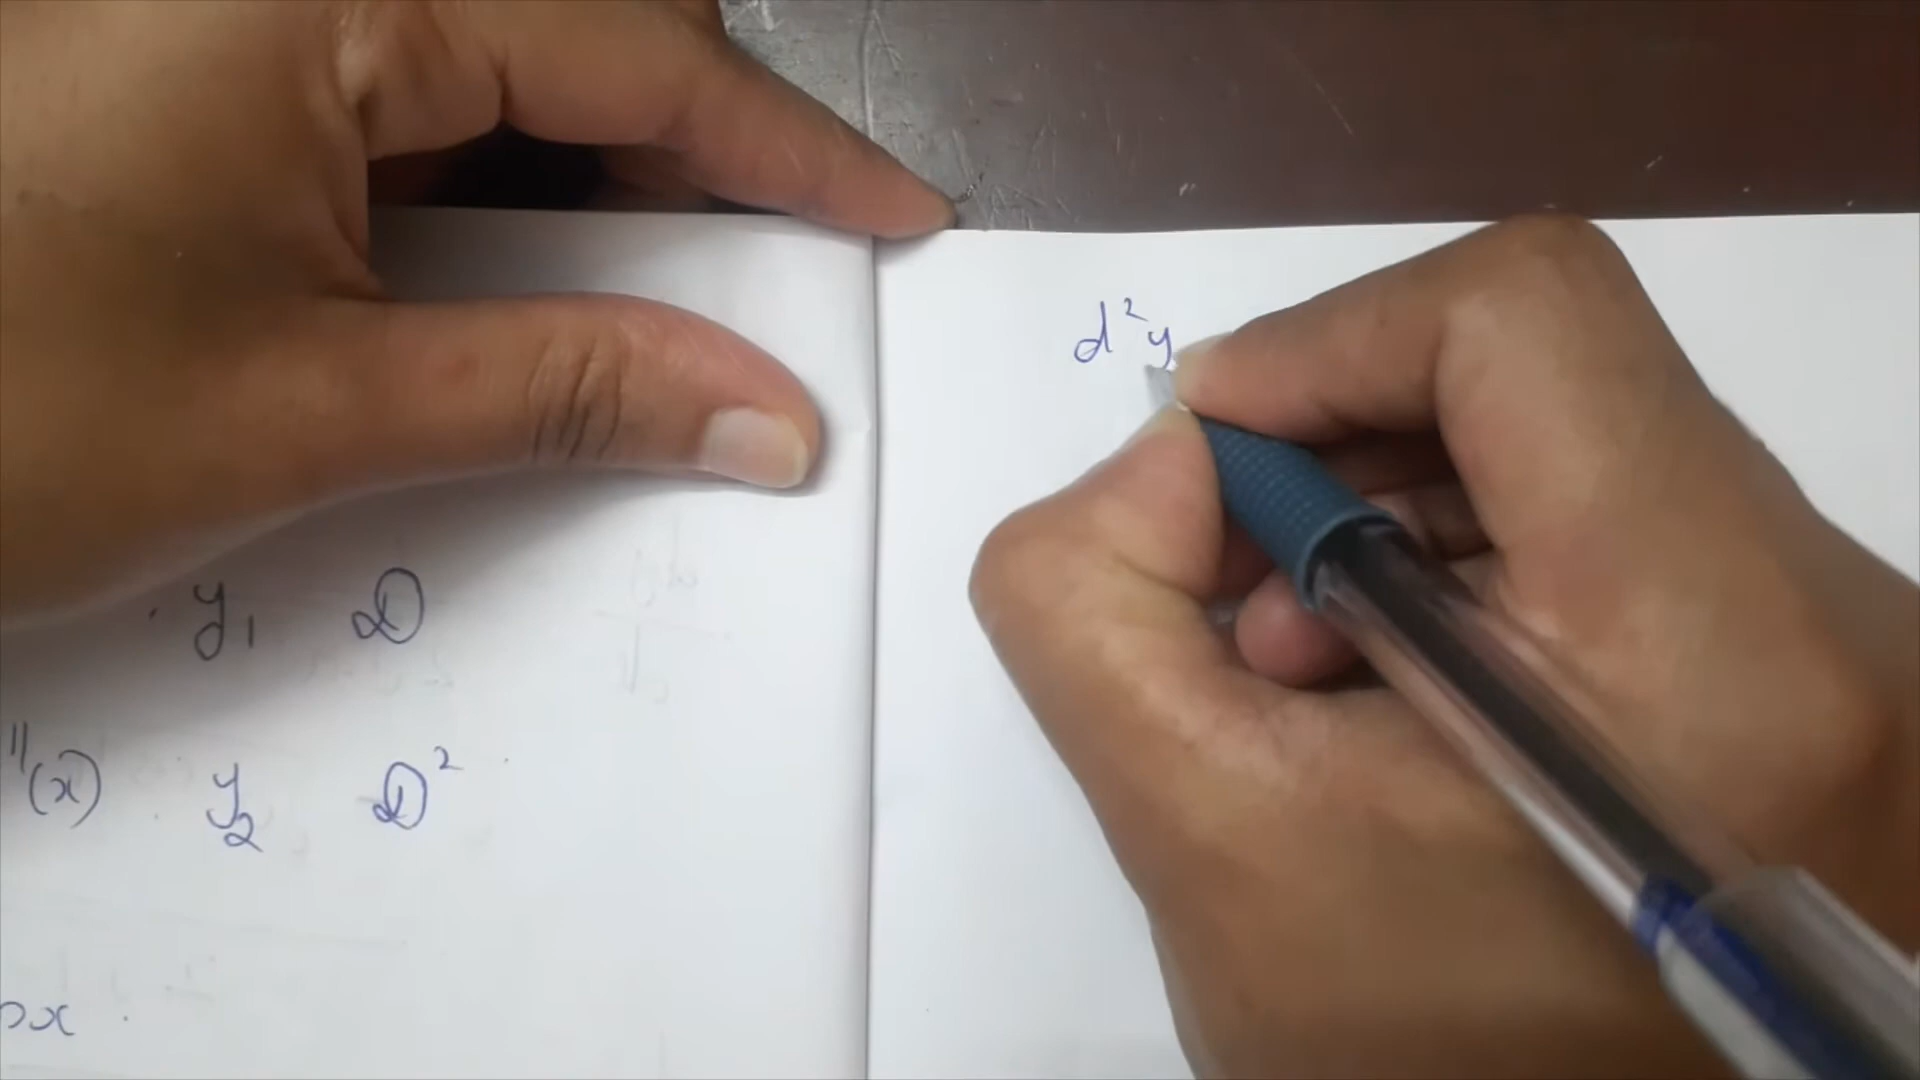 y₁ D
"(x) y₂ D²
x
d²y